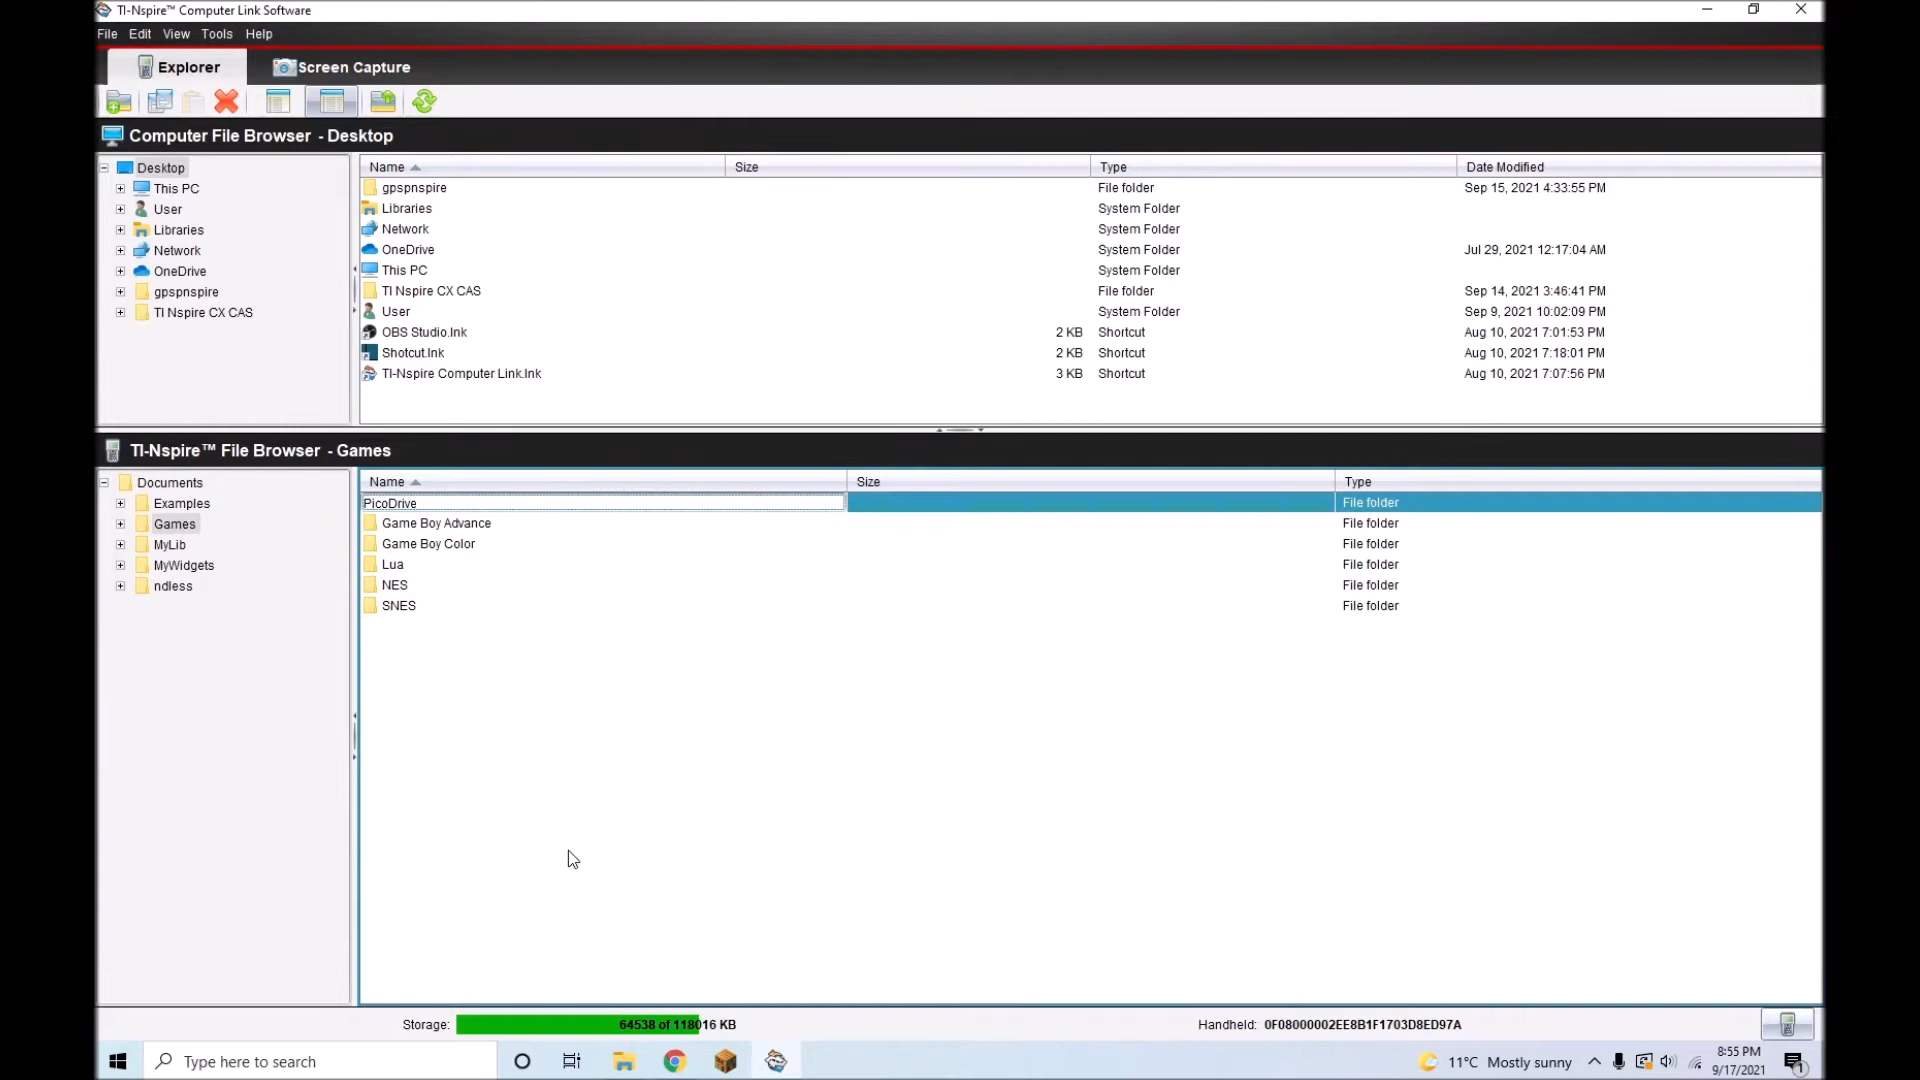 TI-Nspire™ Computer Link Software
File Edit View Tools Help
Explorer Screen Capture
Computer File Browser - Desktop
Desktop
This PC
User
Libraries
Network
OneDrive
gpspnspire
TI Nspire CX CAS
Name Size Type Date Modified
gpspnspire File folder Sep 15, 2021 4:33:55 PM
Libraries System Folder
Network System Folder
OneDrive System Folder Jul 29, 2021 12:17:04 AM
This PC System Folder
TI Nspire CX CAS File folder Sep 14, 2021 3:46:41 PM
User System Folder Sep 9, 2021 10:02:09 PM
OBS Studio.lnk 2 KB Shortcut Aug 10, 2021 7:01:53 PM
Shotcut.lnk 2 KB Shortcut Aug 10, 2021 7:18:01 PM
TI-Nspire Computer Link.lnk 3 KB Shortcut Aug 10, 2021 7:07:56 PM
TI-Nspire™ File Browser - Games
Documents
Examples
Games
MyLib
MyWidgets
ndless
Name Size Type
PicoDrive File folder
Game Boy Advance File folder
Game Boy Color File folder
Lua File folder
NES File folder
SNES File folder
Storage: 64538 of 118016 KB Handheld: 0F08000002EE8B1F1703D8ED97A
Type here to search
11°C Mostly sunny
8:55 PM
9/17/2021
1